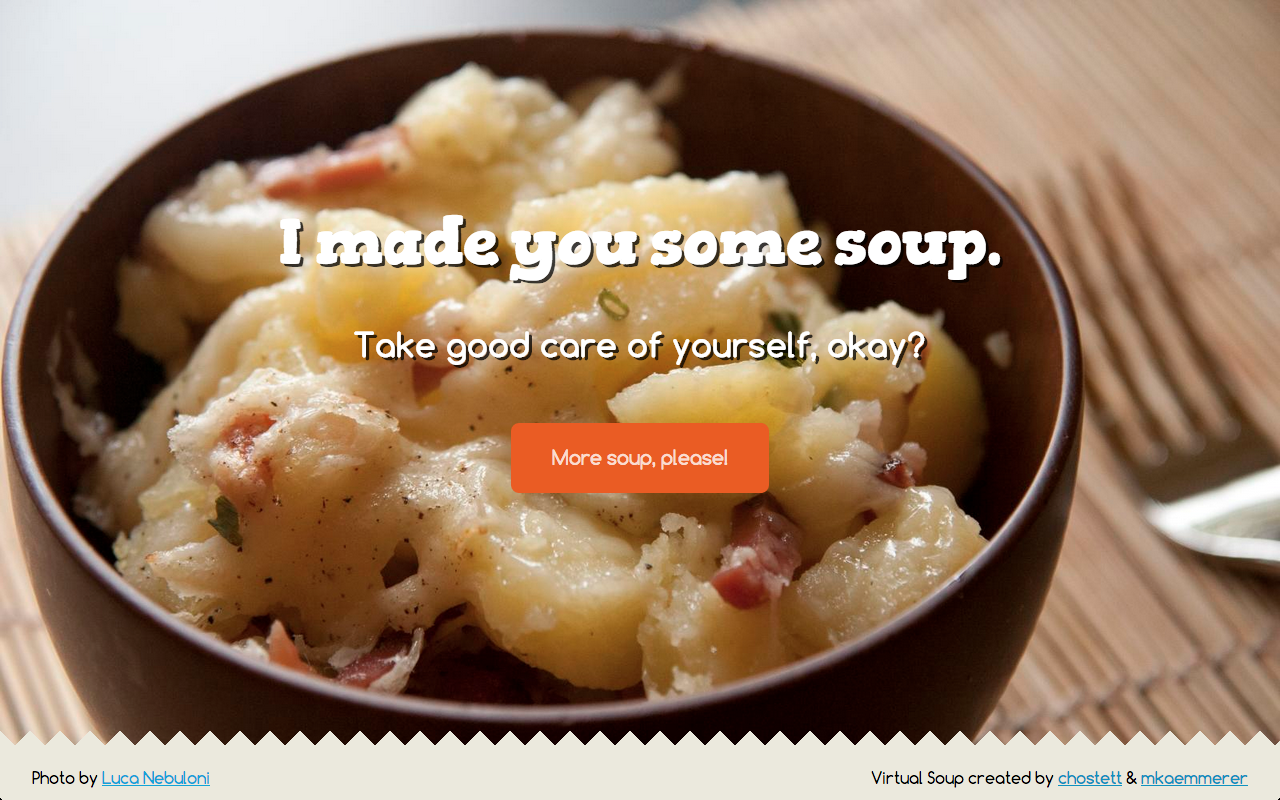 I made you some soup.
Take good care of yourself, okay?
More soup, please!
Photo by Luca Nebuloni
Virtual Soup created by chostett & mkaemmerer